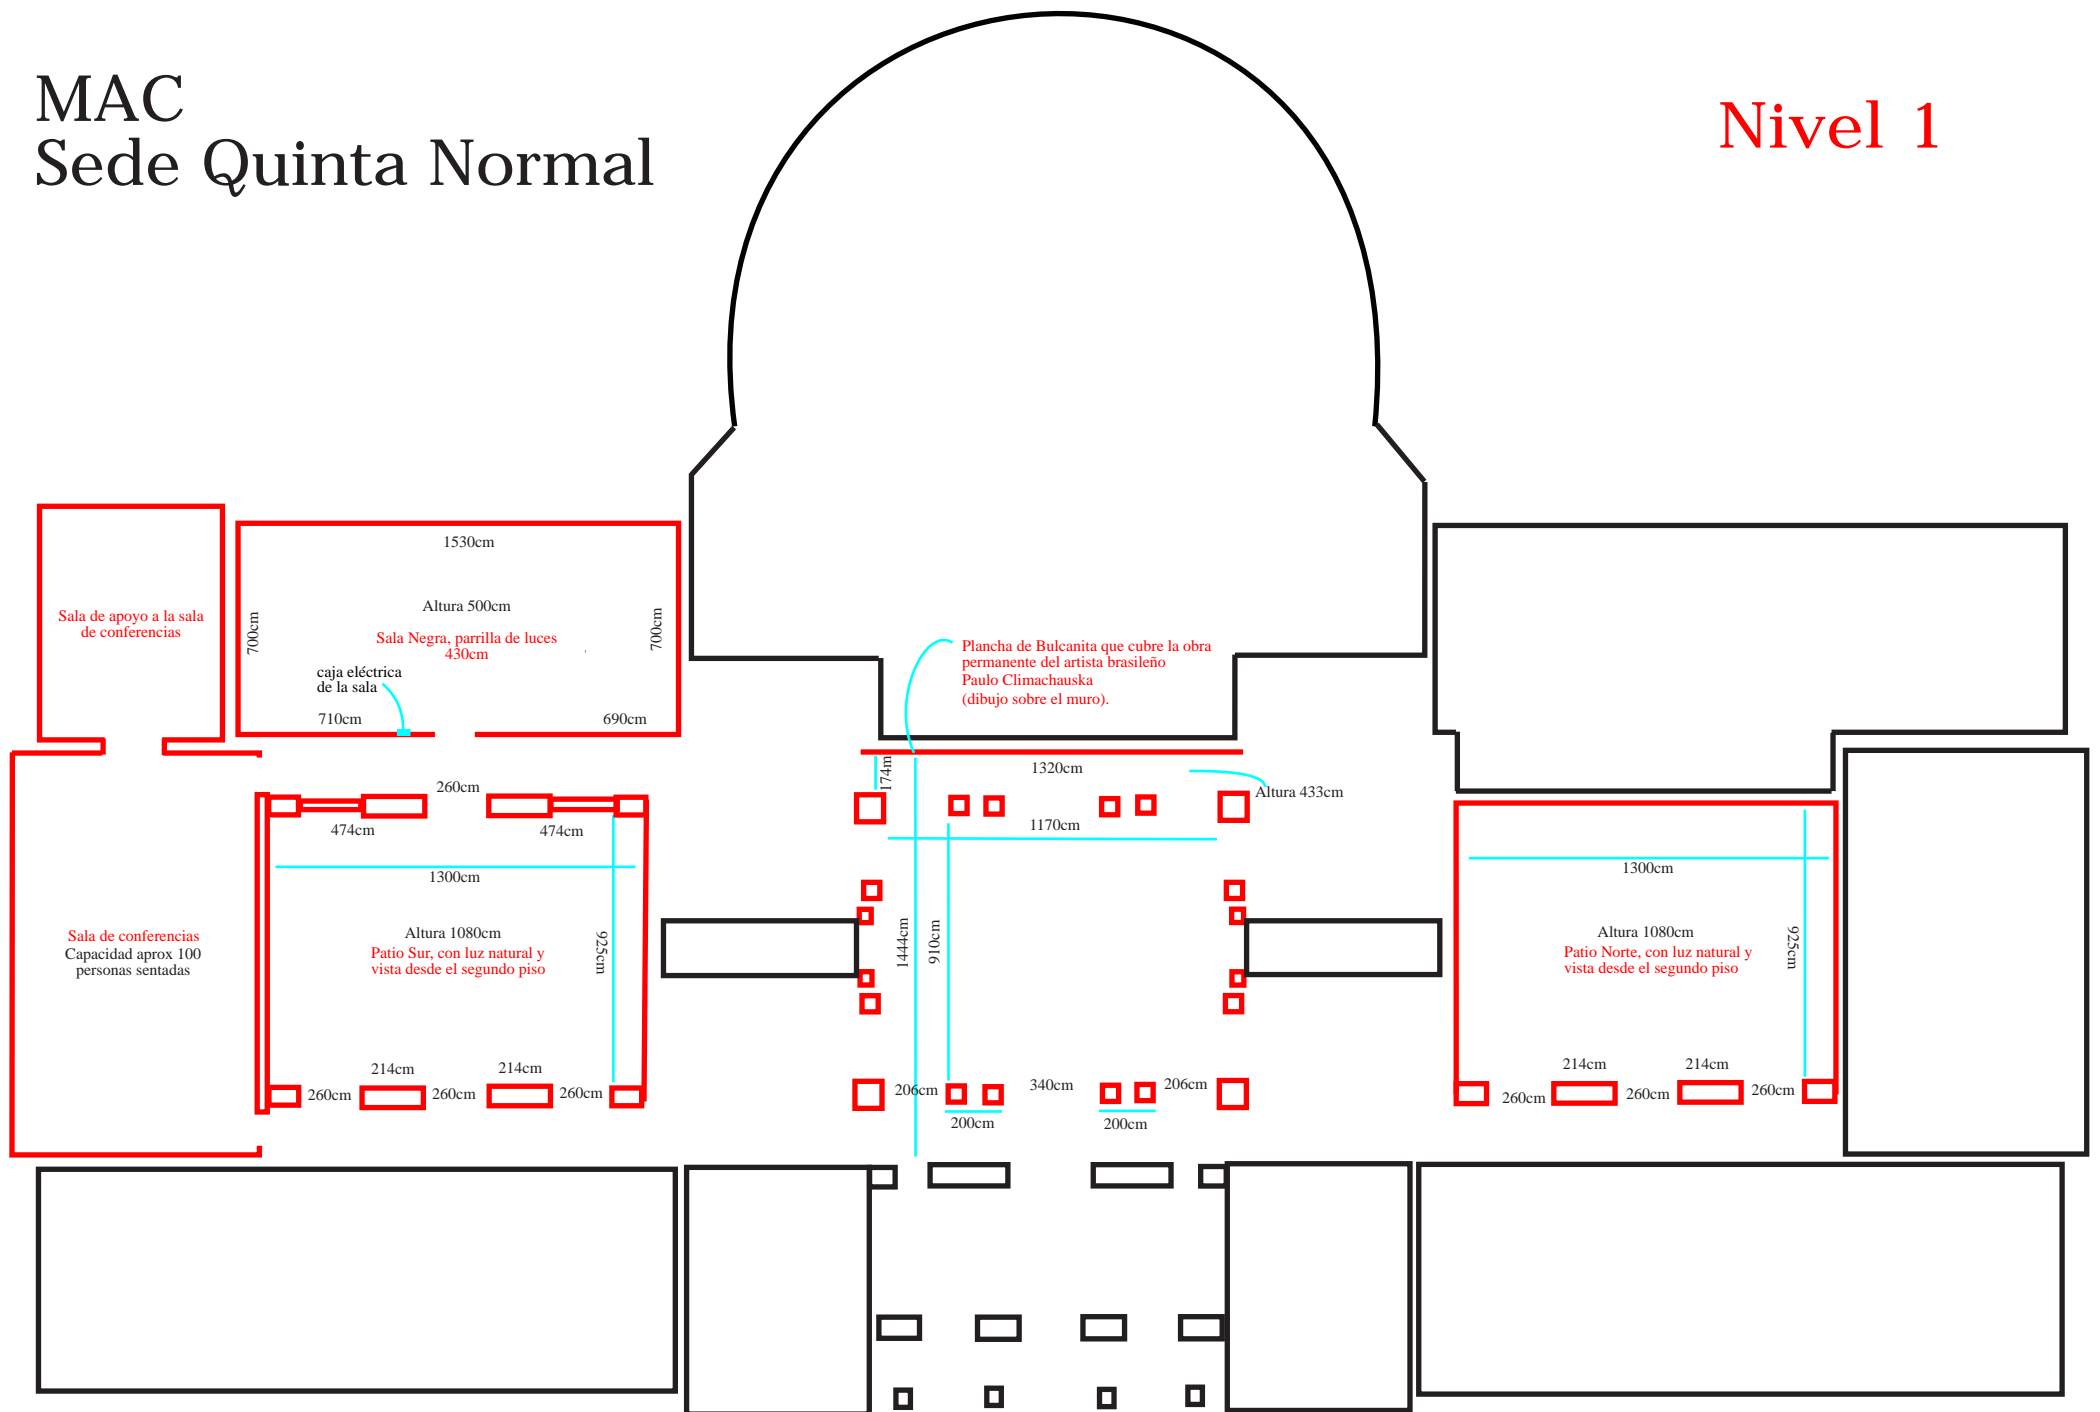 MAC
Sede Quinta Normal
Nivel 1
1530cm
Altura 500cm
Sala Negra, parrilla de luces
430cm
700cm
700cm
caja eléctrica
de la sala
710cm
690cm
Sala de apoyo a la sala
de conferencias
Plancha de Bulcanita que cubre la obra
permanente del artista brasileño
Paulo Climachauska
(dibujo sobre el muro).
260cm
474cm
474cm
1300cm
Altura 1080cm
Patio Sur, con luz natural y
vista desde el segundo piso
925cm
214cm
214cm
260cm
260cm
260cm
Sala de conferencias
Capacidad aprox 100
personas sentadas
174m
1320cm
Altura 433cm
1170cm
1444cm
910cm
206cm
340cm
206cm
200cm
200cm
1300cm
Altura 1080cm
Patio Norte, con luz natural y
vista desde el segundo piso
925cm
214cm
214cm
260cm
260cm
260cm